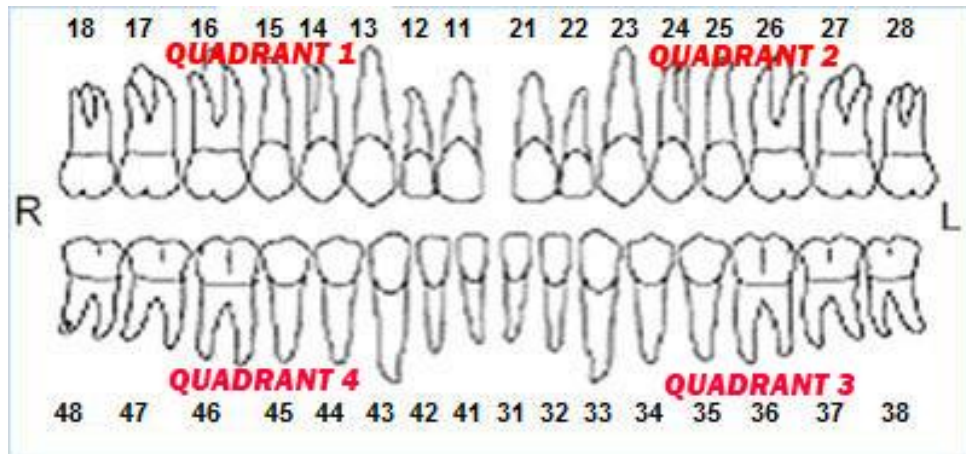 18 17 16 15 14 13 12 11 21 22 23 24 25 26 27 28
QUADRANT 1 QUADRANT 2
R L
QUADRANT 4 QUADRANT 3
48 47 46 45 44 43 42 41 31 32 33 34 35 36 37 38